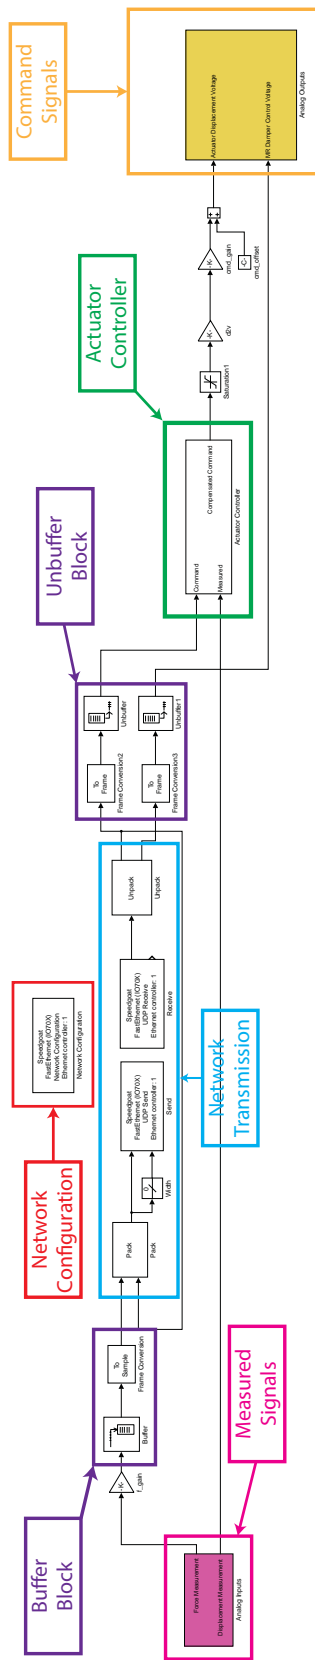 Buffer
Block
f_gain
-K-
Buffer
To
Sample
Frame Conversion
Measured
Signals
Force Measurement
Displacement Measurement
Analog Inputs
Network
Configuration
Speedgoat
FastEthernet (IO70X)
Network Configuration
Ethernet controller: 1
Network Configuration
Pack
Pack
Width
0
Speedgoat
FastEthernet (IO70X)
UDP Send
Ethernet controller: 1
Send
Speedgoat
FastEthernet (IO70X)
UDP Receive
Ethernet controller: 1
Receive
Unpack
Unpack
Network
Transmission
Unbuffer
Block
To
Frame
Frame Conversion2
Unbuffer
To
Frame
Frame Conversion3
Unbuffer1
Actuator
Controller
Command
Measured
Compensated Command
Actuator Controller
Saturation1
-K-
d2v
-K-
cmd_gain
-C-
cmd_offset
+
+
Command
Signals
Actuator Displacement Voltage
MR Damper Control Voltage
Analog Outputs